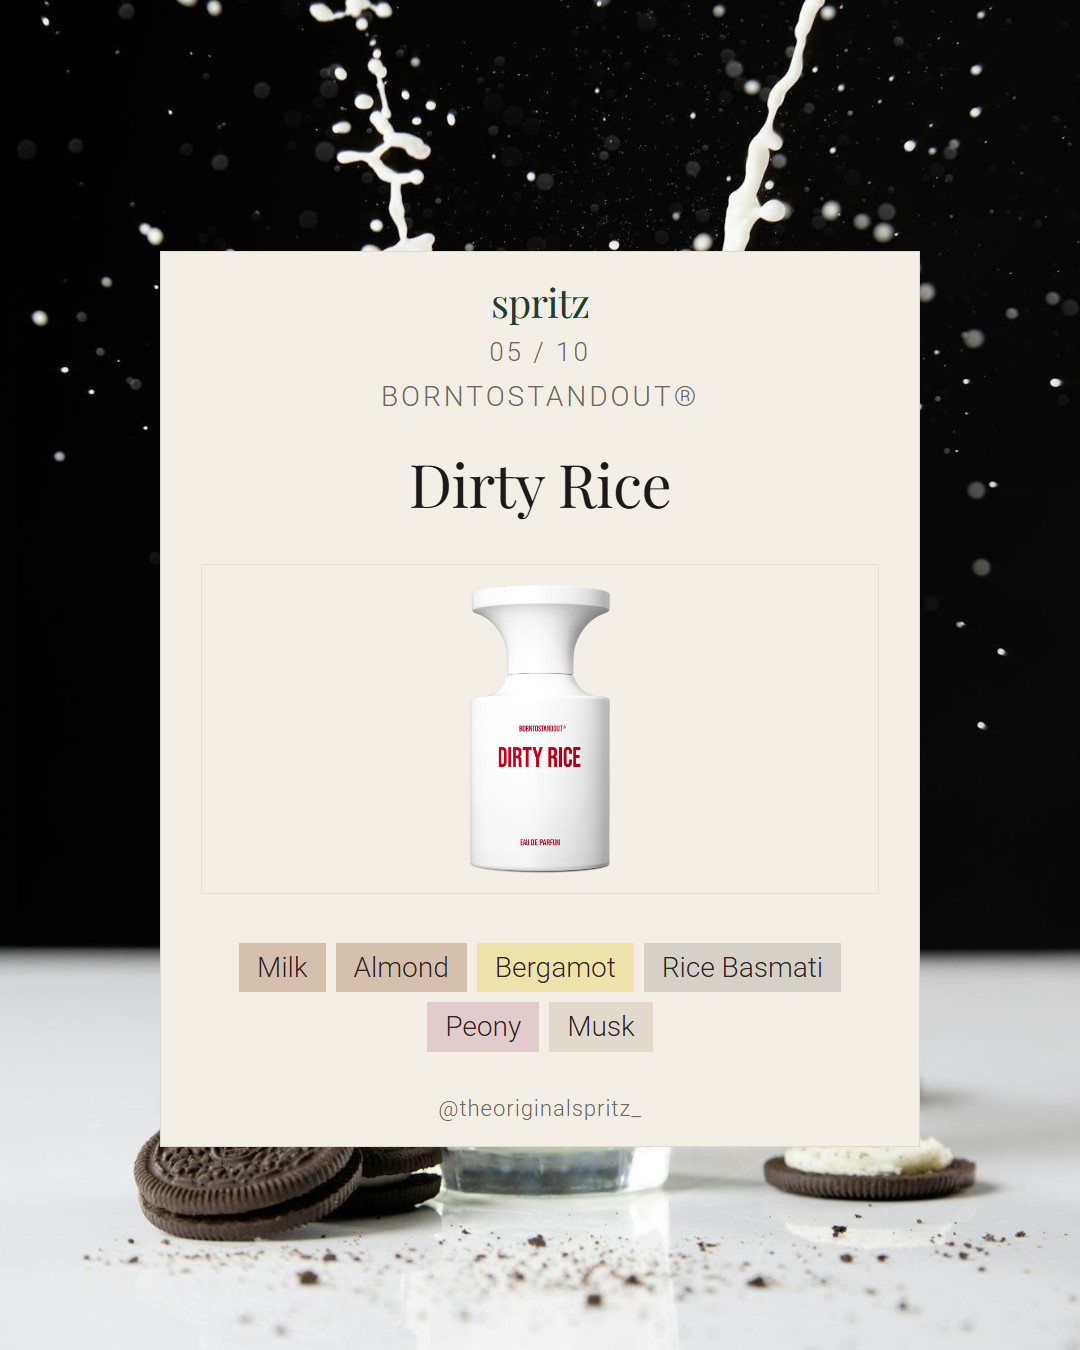 spritz
05 / 10
BORNTOSTANDOUT®
Dirty Rice
BORNTOSTANDOUT®
DIRTY RICE
EAU DE PARFUM
Milk Almond Bergamot Rice Basmati
Peony Musk
@theoriginalspritz_